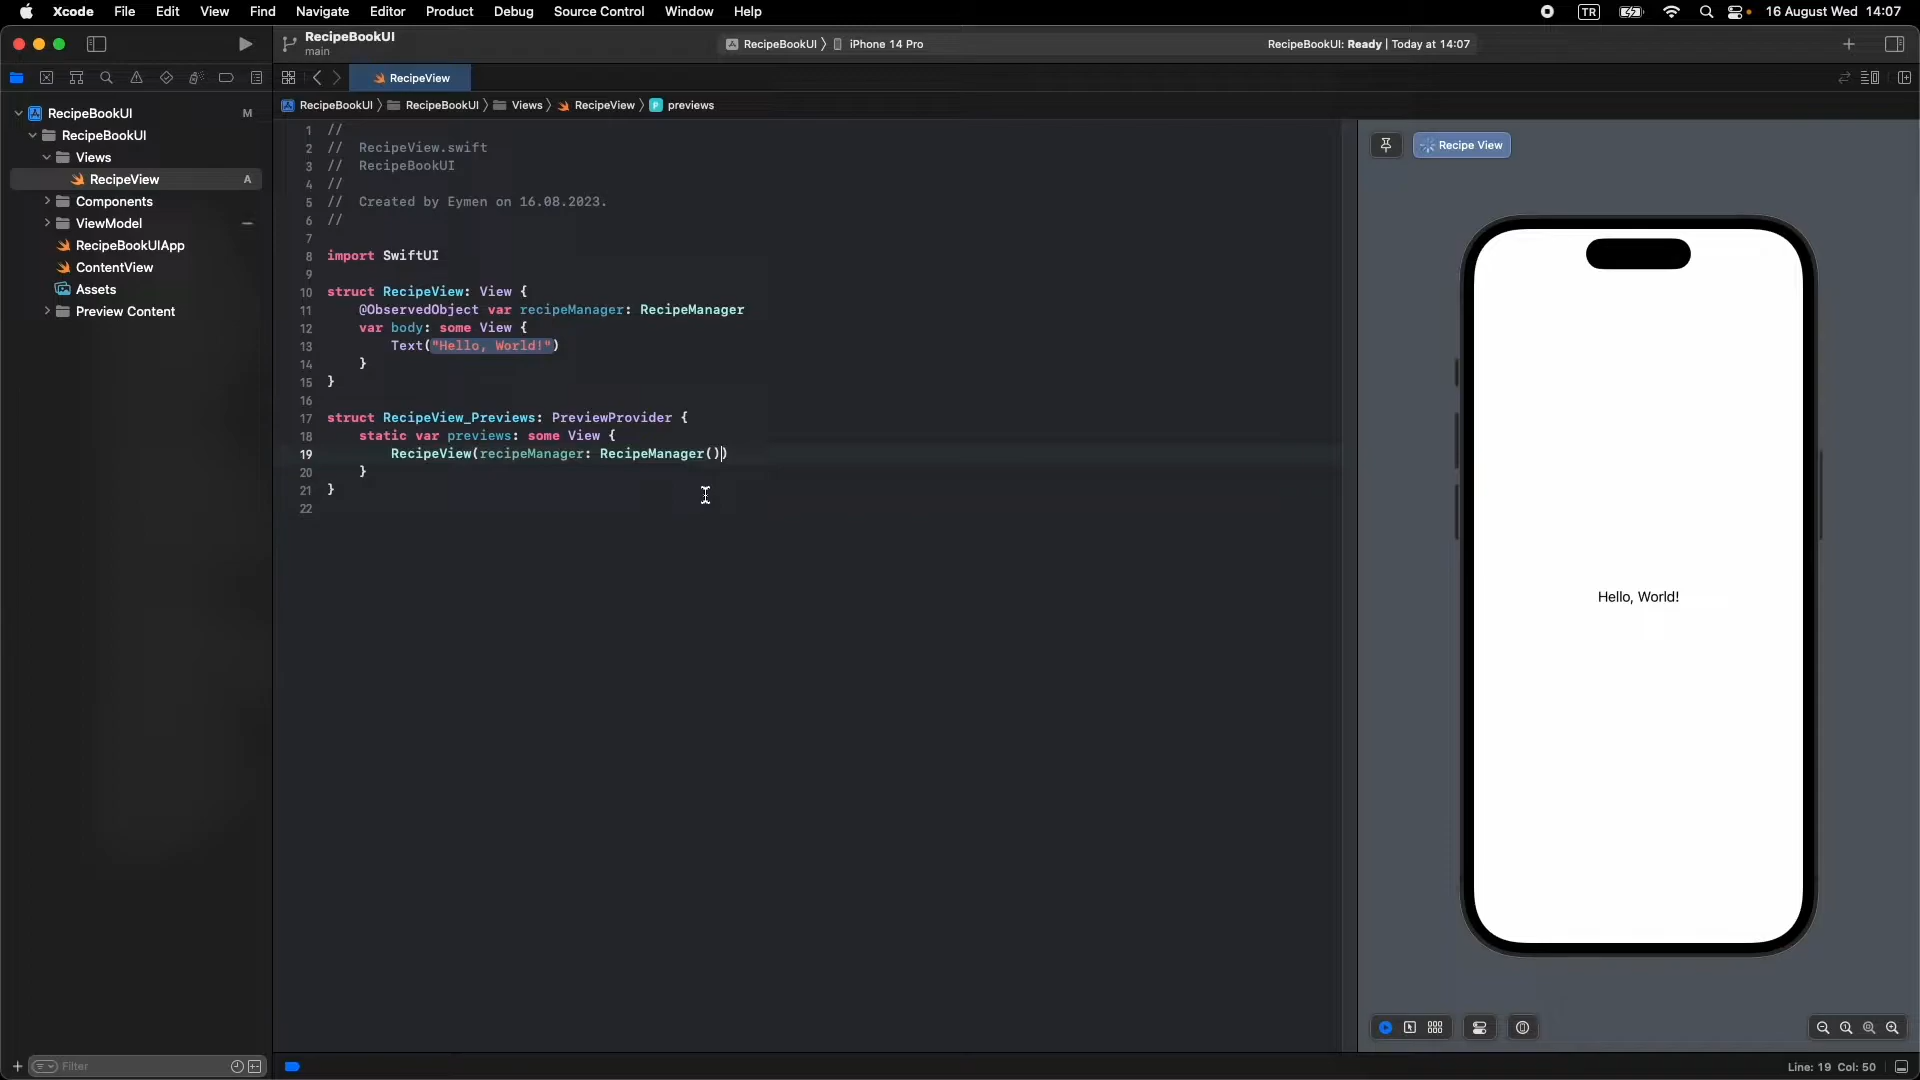 Xcode File Edit View Find Navigate Editor Product Debug Source Control Window Help TR 16 August Wed 14:07
RecipeBookUI
main
RecipeBookUI iPhone 14 Pro
RecipeBookUI: Ready | Today at 14:07
RecipeView
RecipeBookUI RecipeBookUI Views RecipeView P previews
RecipeBookUI M
RecipeBookUI
Views
RecipeView A
Components
ViewModel
RecipeBookUIApp
ContentView
Assets
Preview Content
1 //
2 // RecipeView.swift
3 // RecipeBookUI
4 //
5 // Created by Eymen on 16.08.2023.
6 //
7
8 import SwiftUI
9
10 struct RecipeView: View {
11 @ObservedObject var recipeManager: RecipeManager
12 var body: some View {
13 Text("Hello, World!")
14 }
15 }
16
17 struct RecipeView_Previews: PreviewProvider {
18 static var previews: some View {
19 RecipeView(recipeManager: RecipeManager())
20 }
21 }
22
Recipe View
Hello, World!
Filter
Line: 19 Col: 50